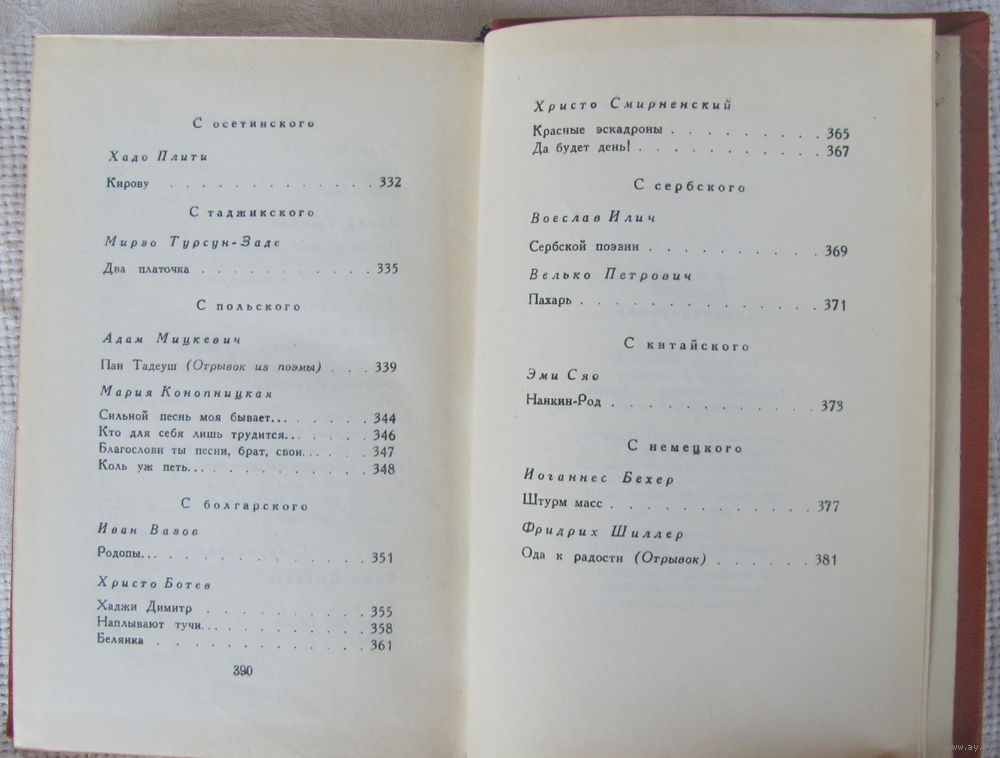 С осетинского
Хадо Плити
Кирову . . . . . . . . . . . . . 332
С таджикского
Мирзо Турсун-Заде
Два платочка . . . . . . . . . . . 335
С польского
Адам Мицкевич
Пан Тадеуш (Отрывок из поэмы) . . . 339
Мария Конопницкая
Сильной песнь моя бывает... . . . . . 344
Кто для себя лишь трудится... . . . . 346
Благослови ты песни, брат, свои... . . . 347
Коль уж петь... . . . . . . . . . . 348
С болгарского
Иван Вазов
Родопы... . . . . . . . . . . . . 351
Христо Ботев
Хаджи Димитр . . . . . . . . . . 355
Наплывают тучи... . . . . . . . . . 358
Белянка . . . . . . . . . . . . . 361
390
Христо Смирненский
Красные эскадроны . . . . . . . . . 365
Да будет день! . . . . . . . . . . . 367
С сербского
Воеслав Илич
Сербской поэзии . . . . . . . . . . 369
Велько Петрович
Пахарь . . . . . . . . . . . . . . 371
С китайского
Эми Сяо
Нанкин-Род . . . . . . . . . . . . 373
С немецкого
Иоганнес Бехер
Штурм масс . . . . . . . . . . . . 377
Фридрих Шиллер
Ода к радости (Отрывок) . . . . . . 381
www.ay.by